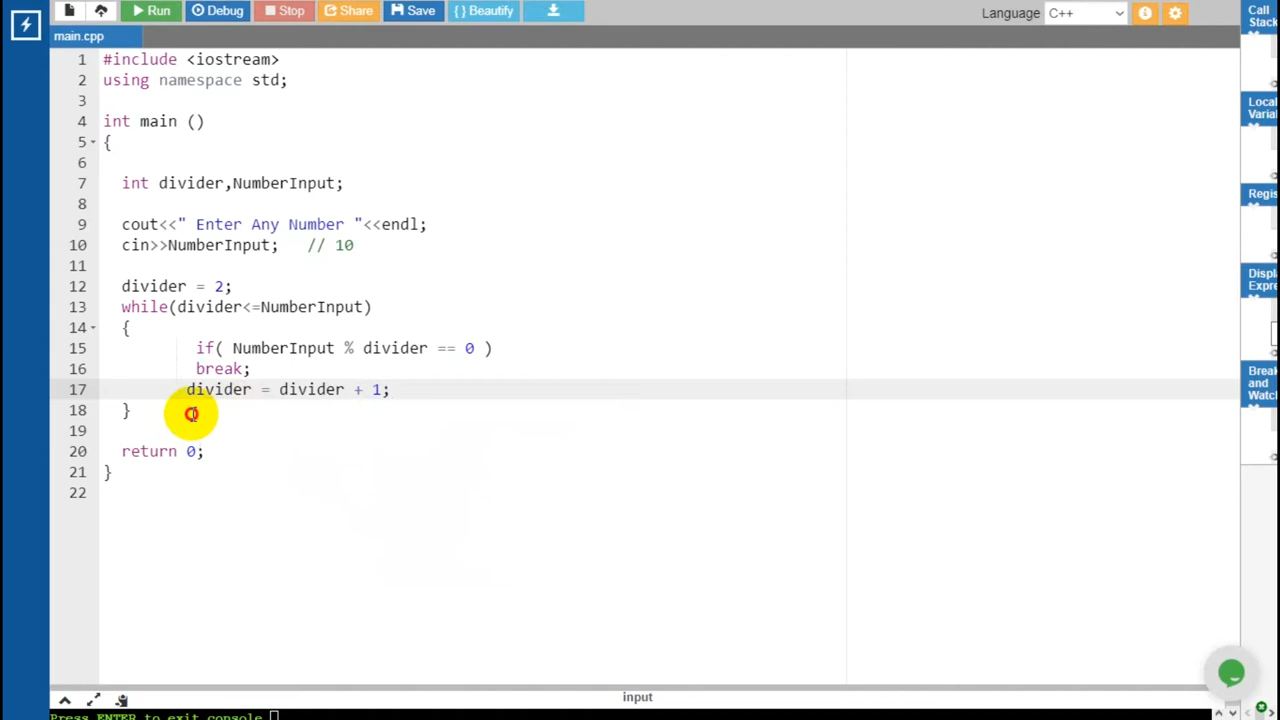 Run Debug Stop Share Save { } Beautify Language C++
main.cpp
1 #include <iostream>
2 using namespace std;
3
4 int main ()
5 {
6
7 int divider,NumberInput;
8
9 cout<<" Enter Any Number "<<endl;
10 cin>>NumberInput; // 10
11
12 divider = 2;
13 while(divider<=NumberInput)
14 {
15 if( NumberInput % divider == 0 )
16 break;
17 divider = divider + 1;
18 }
19
20 return 0;
21 }
22
Call
Stack
Local
Varia
Regis
Displ
Expre
Break
and
Watch
input
Press ENTER to exit console.